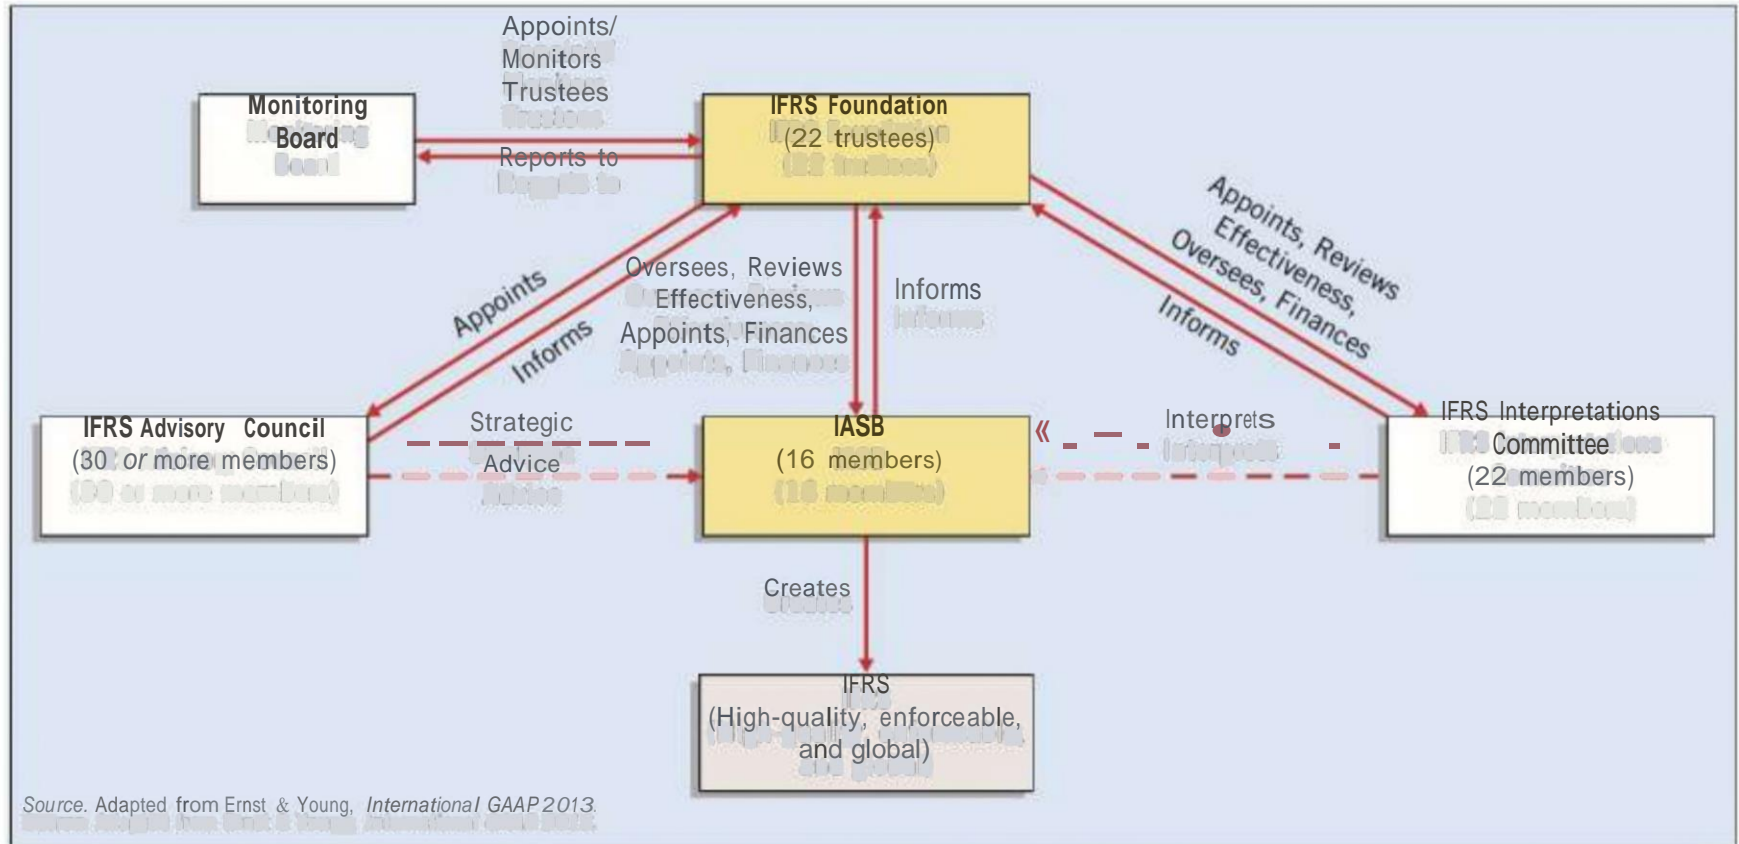 Appoints/
Monitors
Trustees
Monitoring
Board
IFRS Foundation
(22 trustees)
Reports to
Appoints
Informs
Oversees, Reviews
Effectiveness,
Appoints, Finances
Informs
Appoints, Reviews
Effectiveness,
Oversees, Finances
Informs
IFRS Advisory Council
(30 or more members)
Strategic
Advice
IASB
(16 members)
Interprets
IFRS Interpretations
Committee
(22 members)
Creates
IFRS
(High-quality, enforceable,
and global)
Source. Adapted from Ernst & Young, International GAAP 2013.